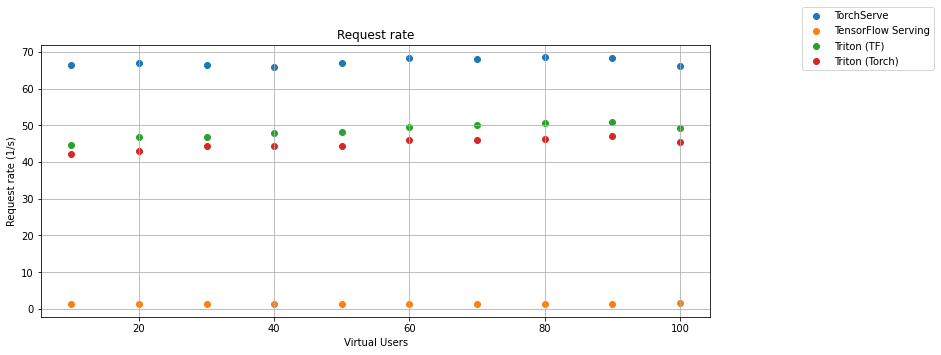 TorchServe
TensorFlow Serving
Triton (TF)
Triton (Torch)
Request rate
70
60
50
40
30
20
10
0
Request rate (1/s)
20 40 60 80 100
Virtual Users